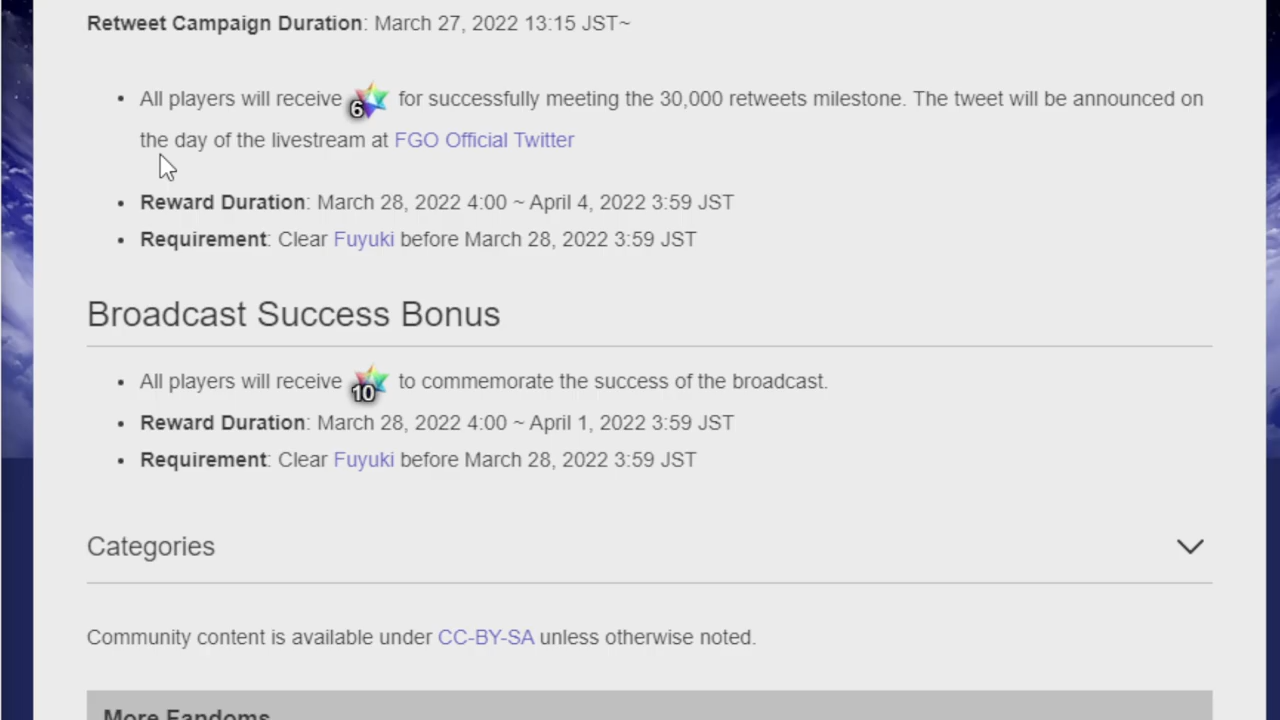 Retweet Campaign Duration: March 27, 2022 13:15 JST~
• All players will receive 6 for successfully meeting the 30,000 retweets milestone. The tweet will be announced on
the day of the livestream at FGO Official Twitter
• Reward Duration: March 28, 2022 4:00 ~ April 4, 2022 3:59 JST
• Requirement: Clear Fuyuki before March 28, 2022 3:59 JST
Broadcast Success Bonus
• All players will receive 10 to commemorate the success of the broadcast.
• Reward Duration: March 28, 2022 4:00 ~ April 1, 2022 3:59 JST
• Requirement: Clear Fuyuki before March 28, 2022 3:59 JST
Categories
Community content is available under CC-BY-SA unless otherwise noted.
More Fandoms